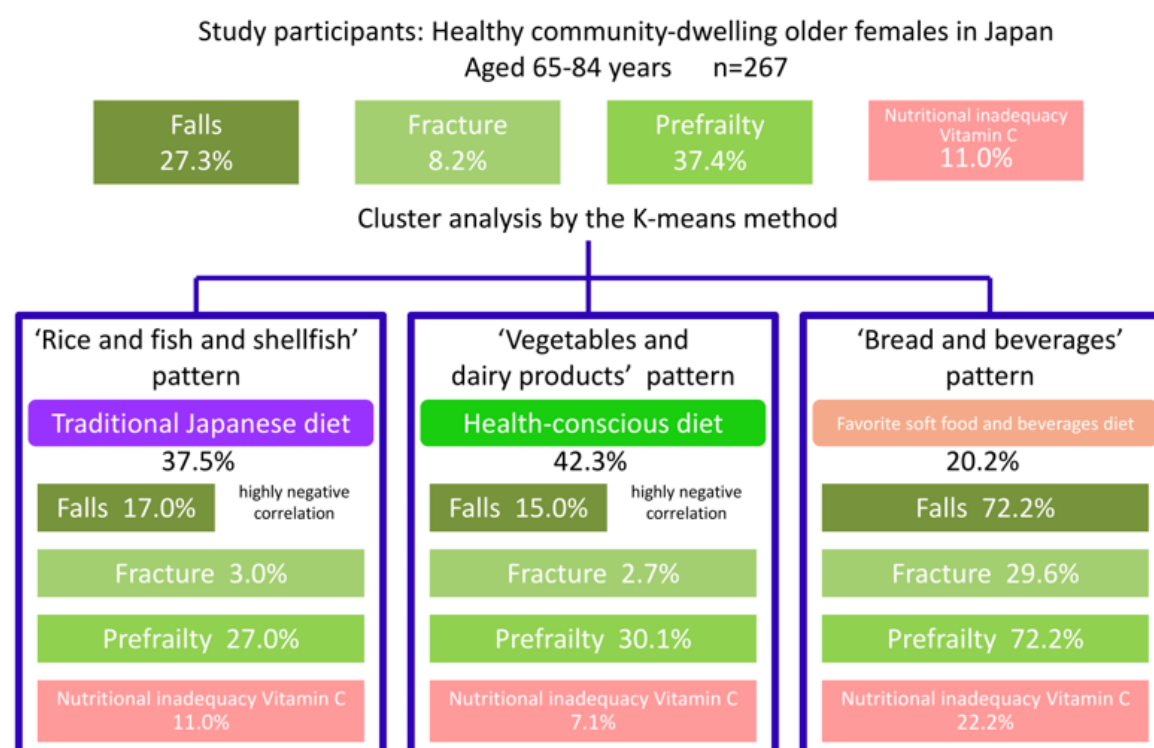 Study participants: Healthy community-dwelling older females in Japan
Aged 65-84 years n=267
Falls
27.3%
Fracture
8.2%
Prefrailty
37.4%
Nutritional inadequacy
Vitamin C
11.0%
Cluster analysis by the K-means method
‘Rice and fish and shellfish’
pattern
Traditional Japanese diet
37.5%
Falls 17.0%
highly negative
correlation
Fracture 3.0%
Prefrailty 27.0%
Nutritional inadequacy Vitamin C
11.0%
‘Vegetables and
dairy products’ pattern
Health-conscious diet
42.3%
Falls 15.0%
highly negative
correlation
Fracture 2.7%
Prefrailty 30.1%
Nutritional inadequacy Vitamin C
7.1%
‘Bread and beverages’
pattern
Favorite soft food and beverages diet
20.2%
Falls 72.2%
Fracture 29.6%
Prefrailty 72.2%
Nutritional inadequacy Vitamin C
22.2%